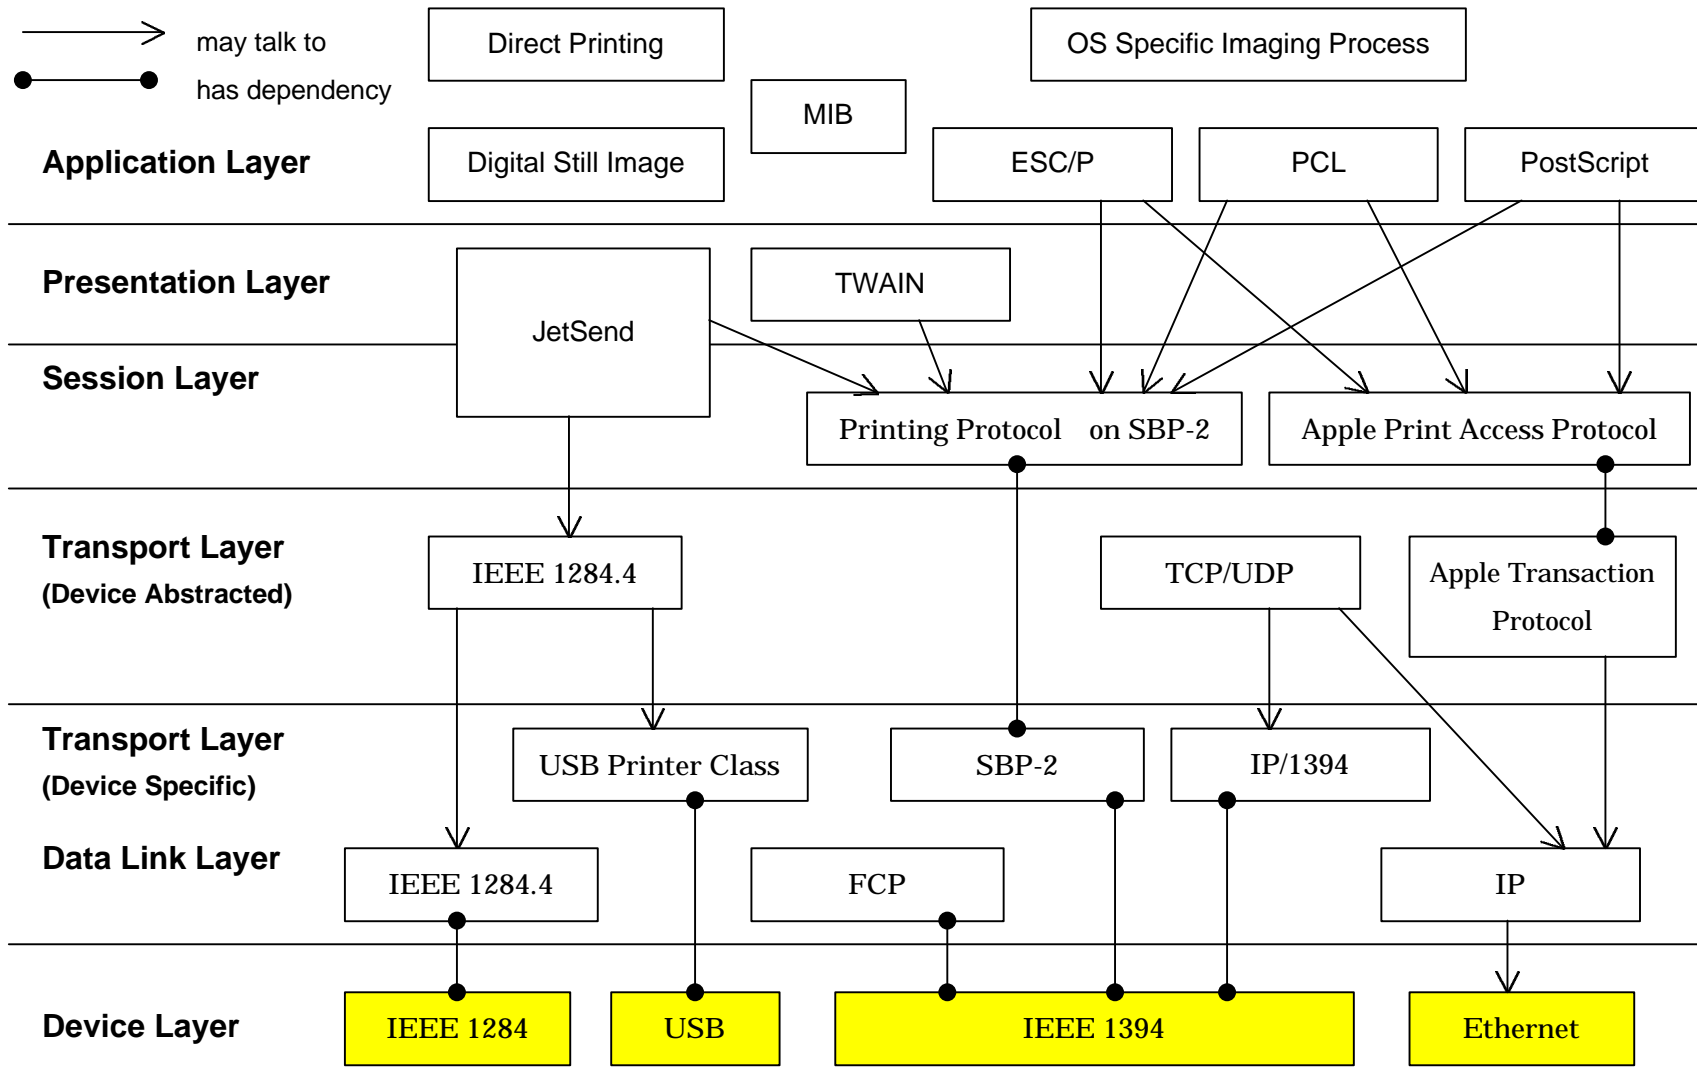 may talk to
has dependency
Direct Printing
OS Specific Imaging Process
MIB
Application Layer
Digital Still Image
ESC/P
PCL
PostScript
Presentation Layer
JetSend
TWAIN
Session Layer
Printing Protocol on SBP-2
Apple Print Access Protocol
Transport Layer
(Device Abstracted)
IEEE 1284.4
TCP/UDP
Apple Transaction
Protocol
Transport Layer
(Device Specific)
USB Printer Class
SBP-2
IP/1394
Data Link Layer
IEEE 1284.4
FCP
IP
Device Layer
IEEE 1284
USB
IEEE 1394
Ethernet